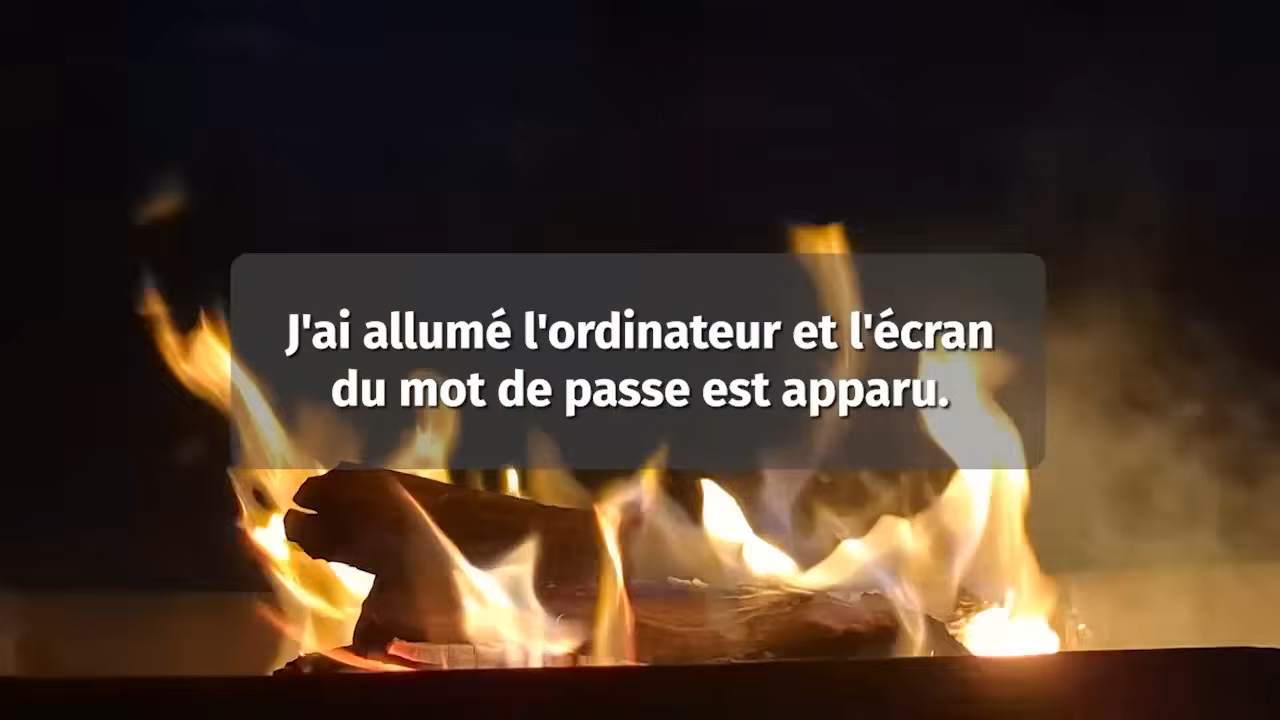 J'ai allumé l'ordinateur et l'écran
du mot de passe est apparu.